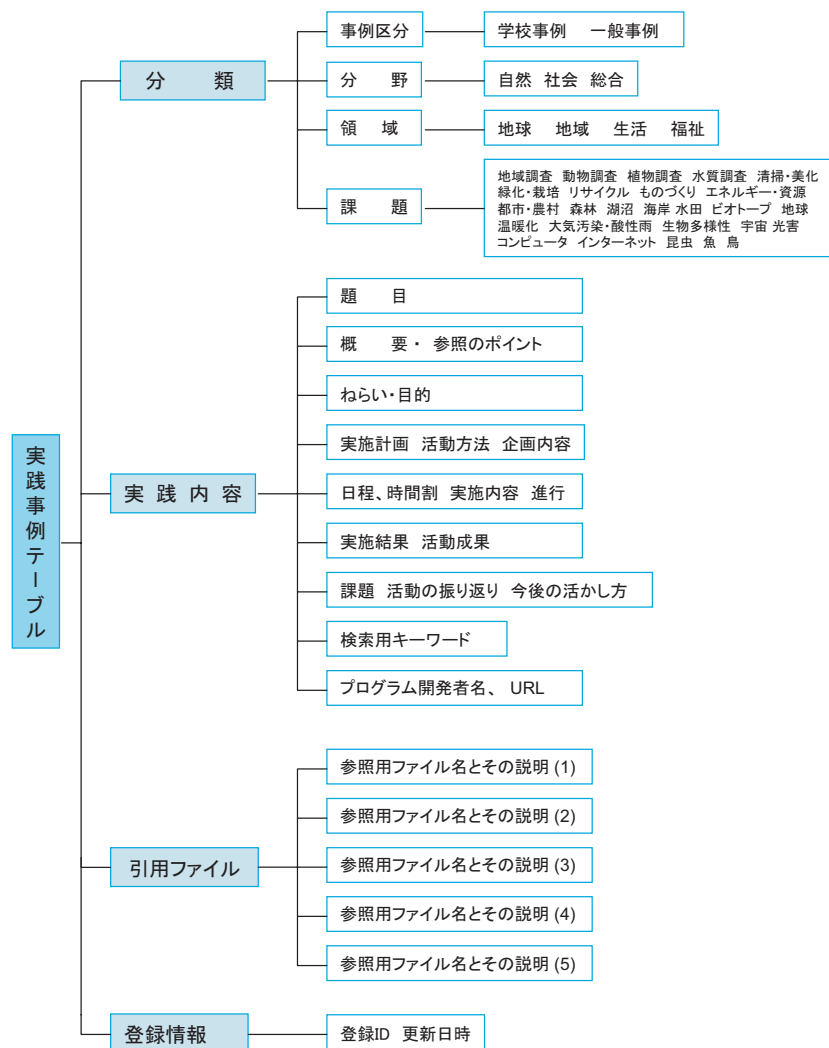 実践事例テーブル
分　類
事例区分
学校事例 一般事例
分　野
自然 社会 総合
領　域
地球 地域 生活 福祉
課　題
地域調査 動物調査 植物調査 水質調査 清掃・美化
緑化・栽培 リサイクル ものづくり エネルギー・資源
都市・農村 森林 湖沼 海岸 水田 ビオトープ 地球
温暖化 大気汚染・酸性雨 生物多様性 宇宙 光害
コンピュータ インターネット 昆虫 魚 鳥
実践内容
題　目
概　要・ 参照のポイント
ねらい・目的
実施計画 活動方法 企画内容
日程、時間割 実施内容 進行
実施結果 活動成果
課題 活動の振り返り 今後の活かし方
検索用キーワード
プログラム開発者名、 URL
引用ファイル
参照用ファイル名とその説明 (1)
参照用ファイル名とその説明 (2)
参照用ファイル名とその説明 (3)
参照用ファイル名とその説明 (4)
参照用ファイル名とその説明 (5)
登録情報
登録ID 更新日時